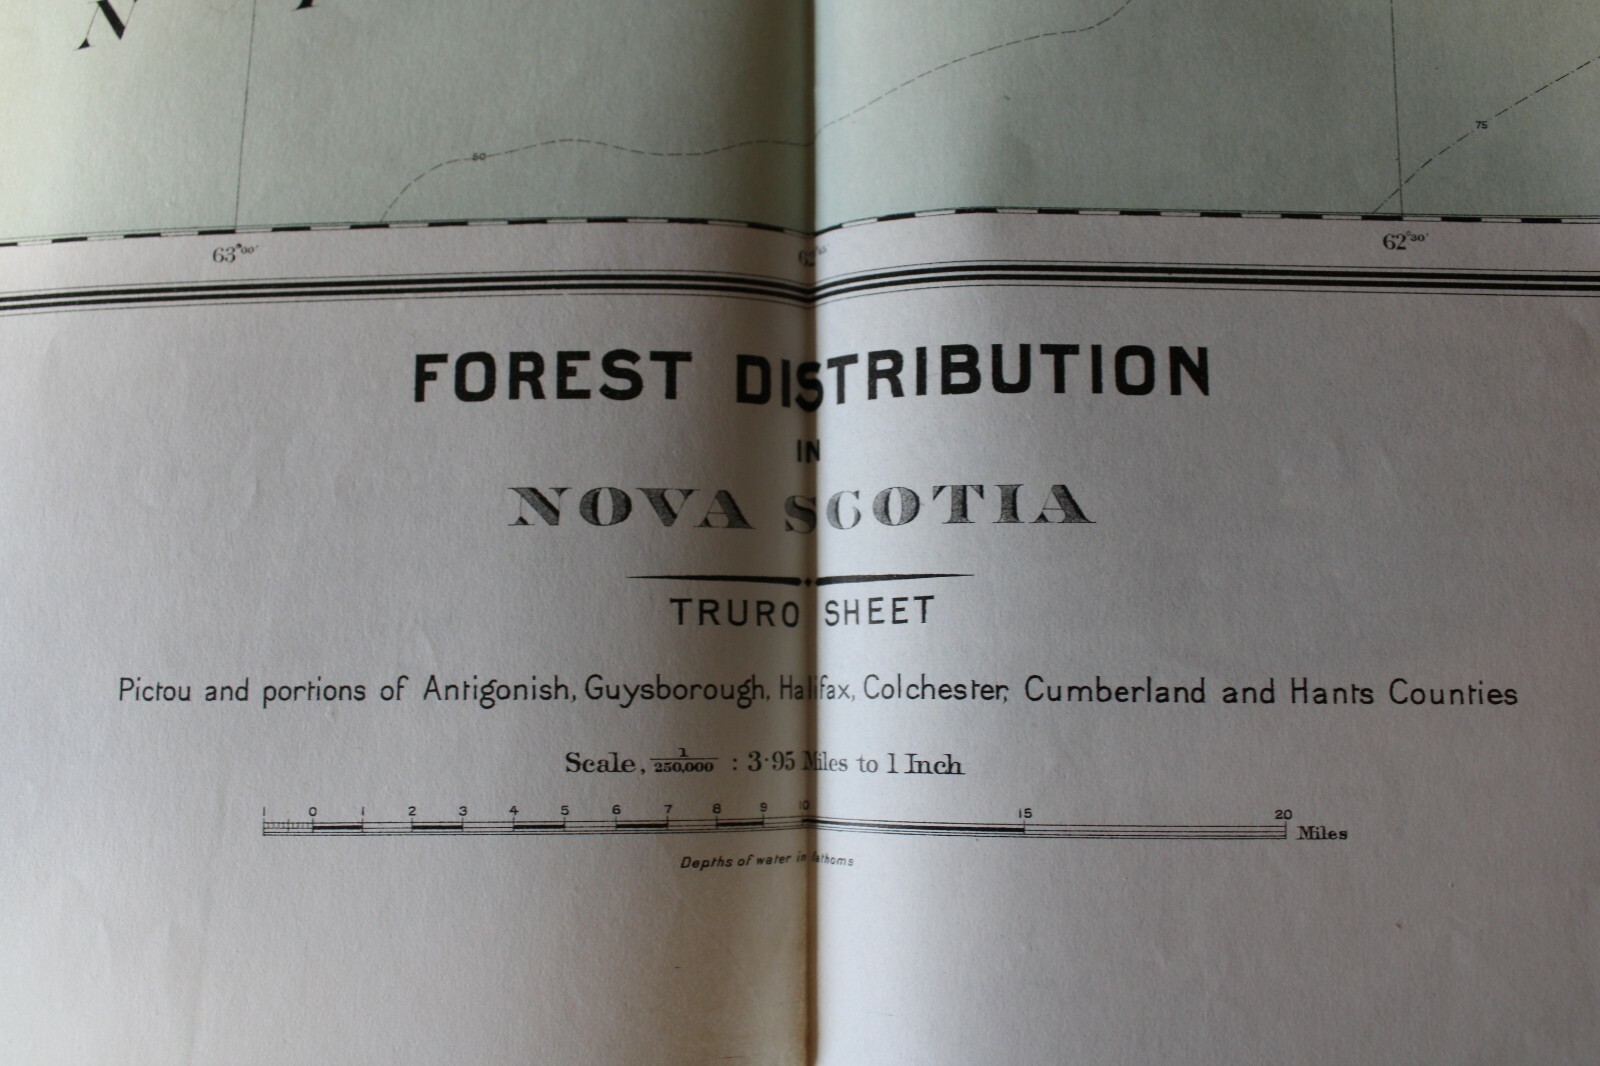 N
50
75
63°00'
62°30'
FOREST DISTRIBUTION
IN
NOVA SCOTIA
TRURO SHEET
Pictou and portions of Antigonish, Guysborough, Halifax, Colchester, Cumberland and Hants Counties
Scale, 1/250,000 : 3·95 Miles to 1 Inch
1 0 1 2 3 4 5 6 7 8 9 10 15 20 Miles
Depths of water in fathoms